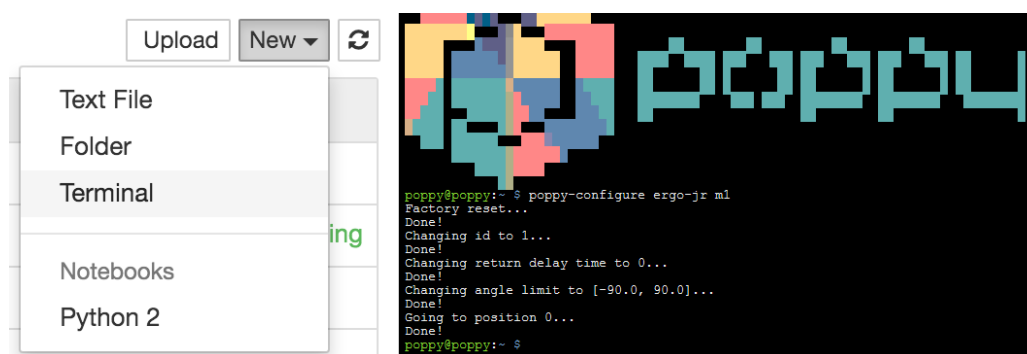 Upload New
Text File
Folder
Terminal
ing
Notebooks
Python 2
poppy
poppy@poppy:~ $ poppy-configure ergo-jr m1
Factory reset...
Done!
Changing id to 1...
Done!
Changing return delay time to 0...
Done!
Changing angle limit to [-90.0, 90.0]...
Done!
Going to position 0...
Done!
poppy@poppy:~ $